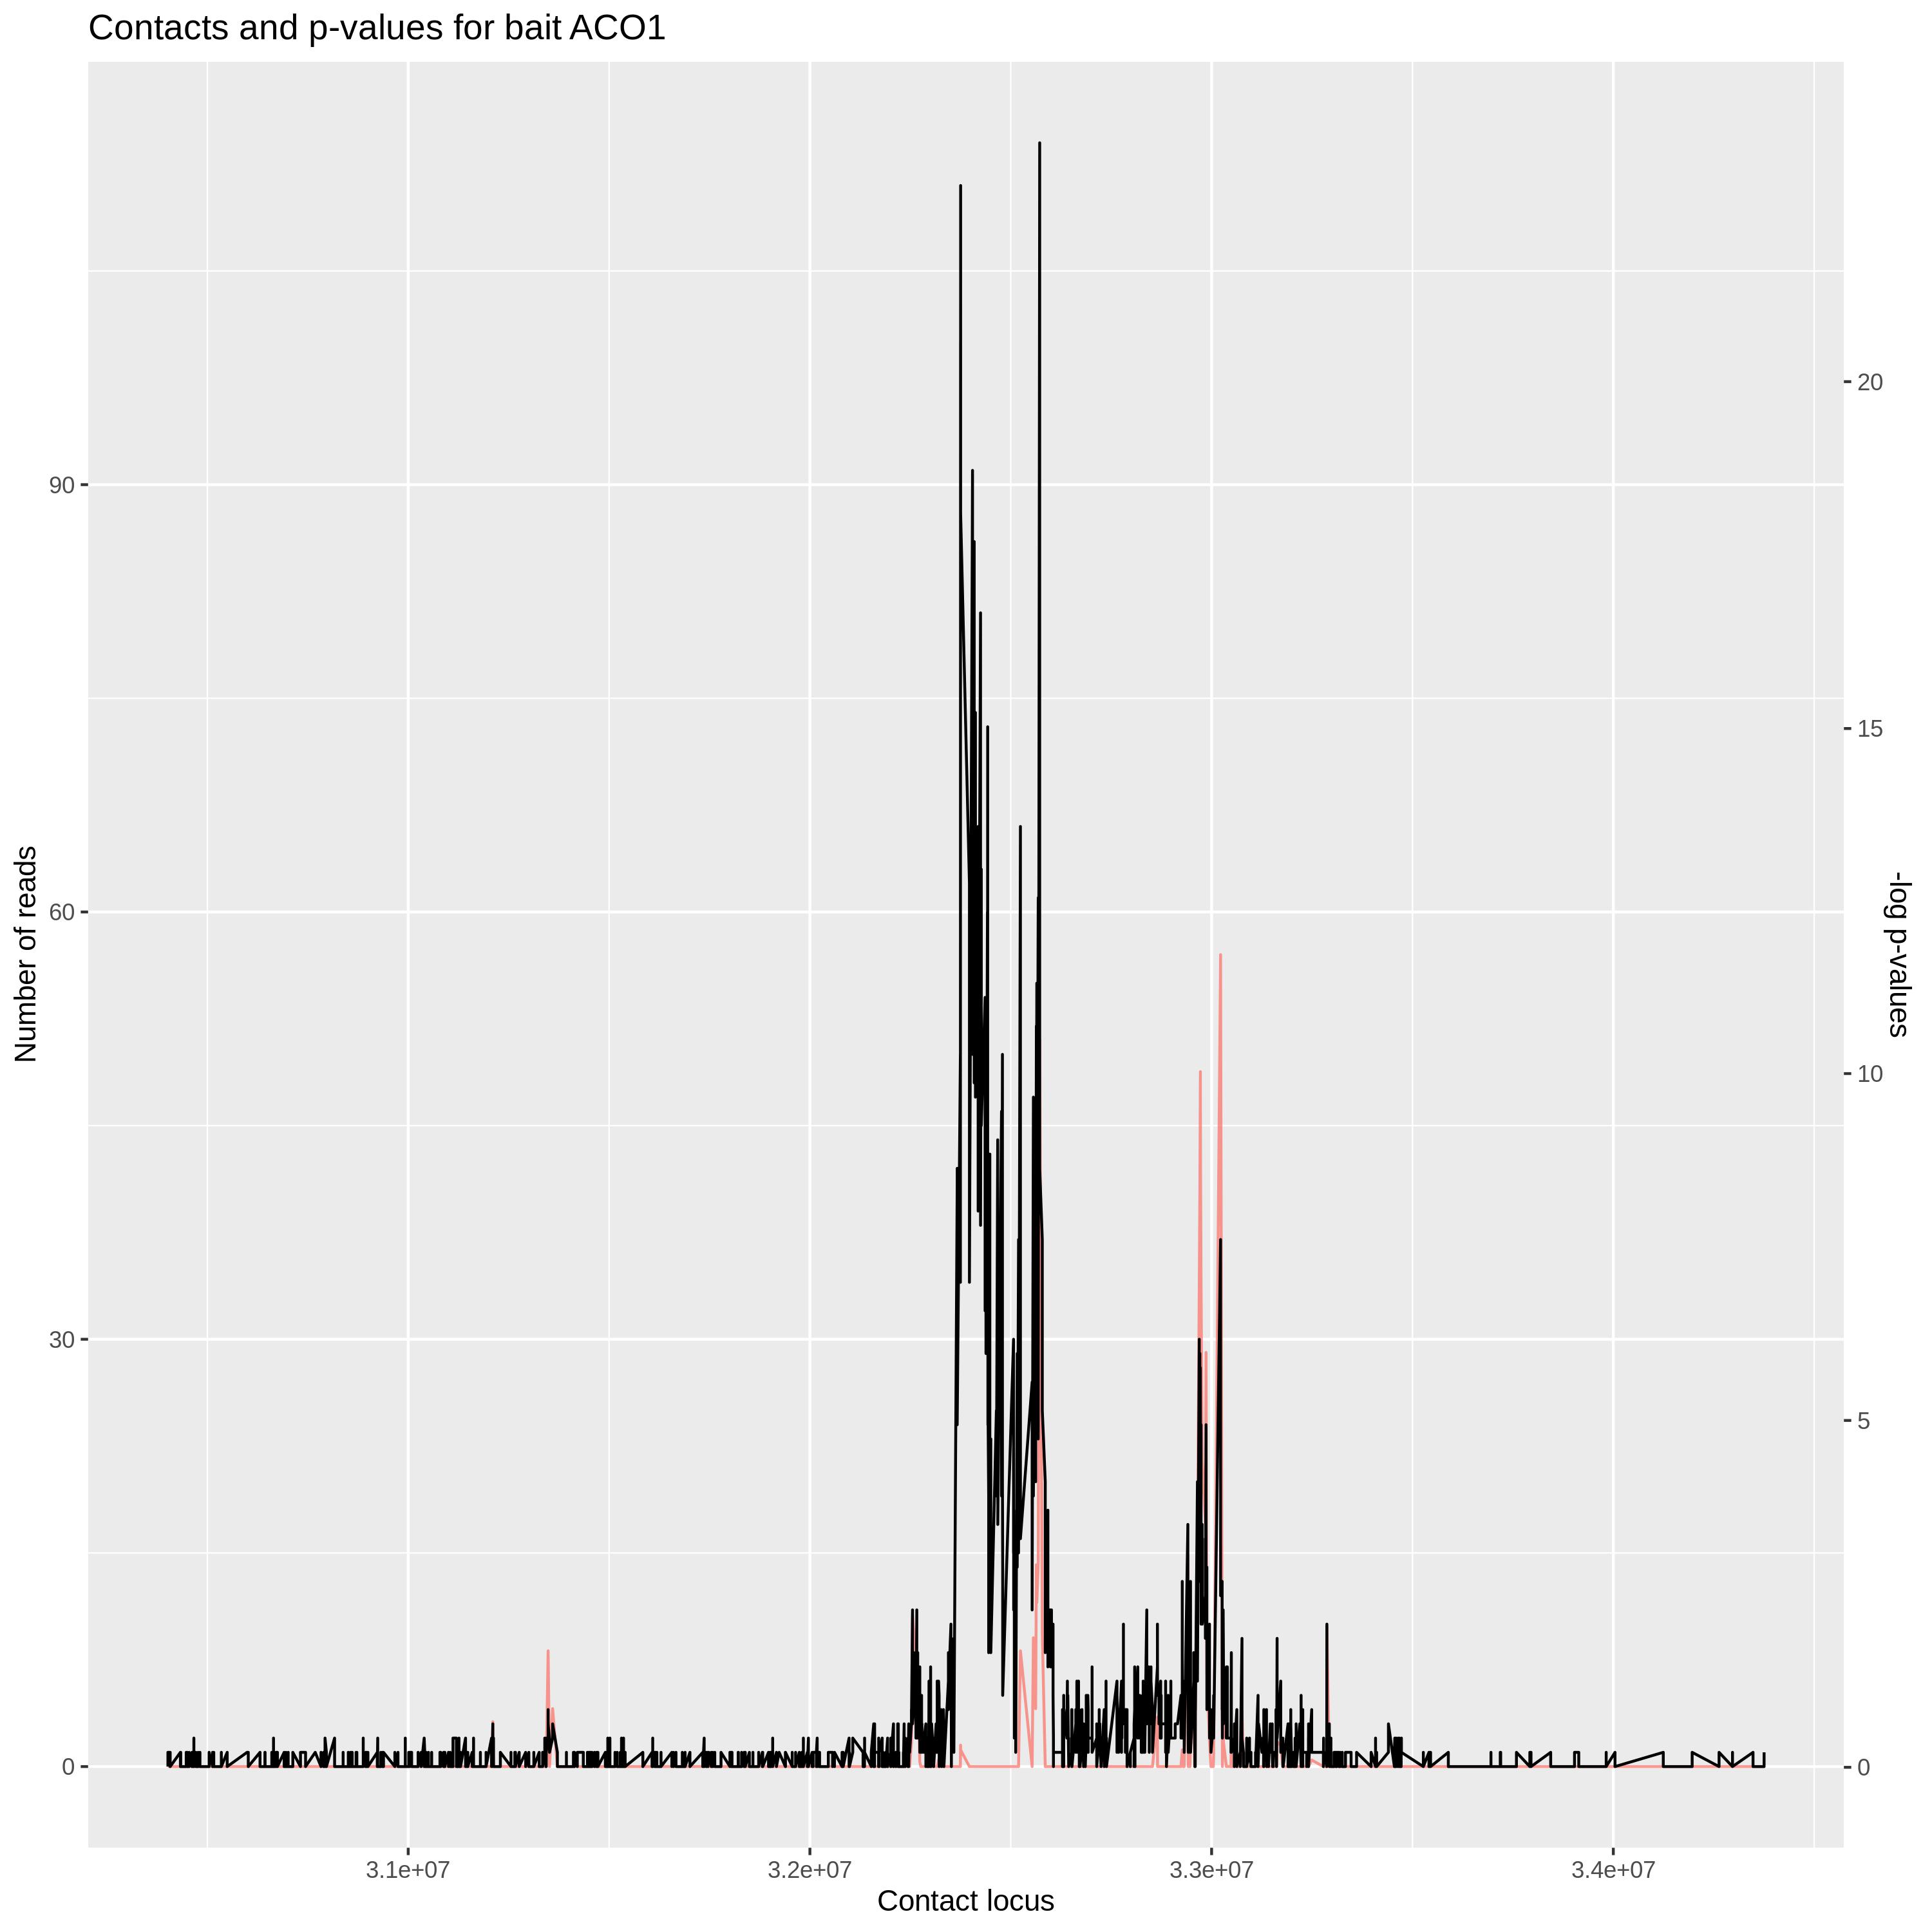 Contacts and p-values for bait ACO1
Number of reads
90
60
30
0
20
15
10
5
0
-log p-values
3.1e+07
3.2e+07
3.3e+07
3.4e+07
Contact locus